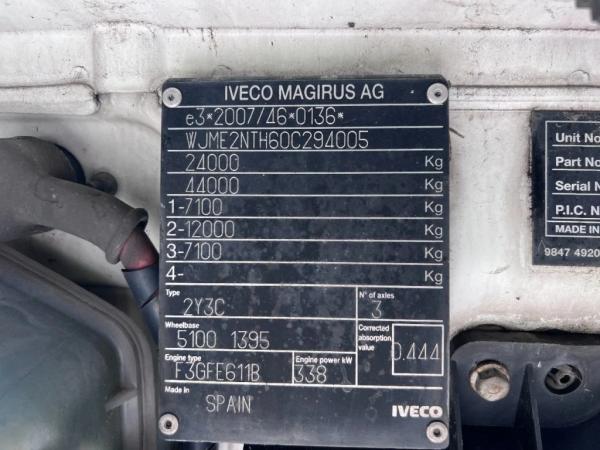 IVECO MAGIRUS AG
e3*2007/46*0136*
WJME2NTH60C294005
24000 Kg
44000 Kg
1-7100 Kg
2-12000 Kg
3-7100 Kg
4- Kg
Type
2Y3C
N° of axles
3
Wheelbase
5100 1395
Corrected
absorption
value
0.444
Engine type
F3GFE611B
Engine power kW
338
Made in
SPAIN
IVECO
Unit No
Part No
Serial N
P.I.C. N
MADE IN
9847 4920